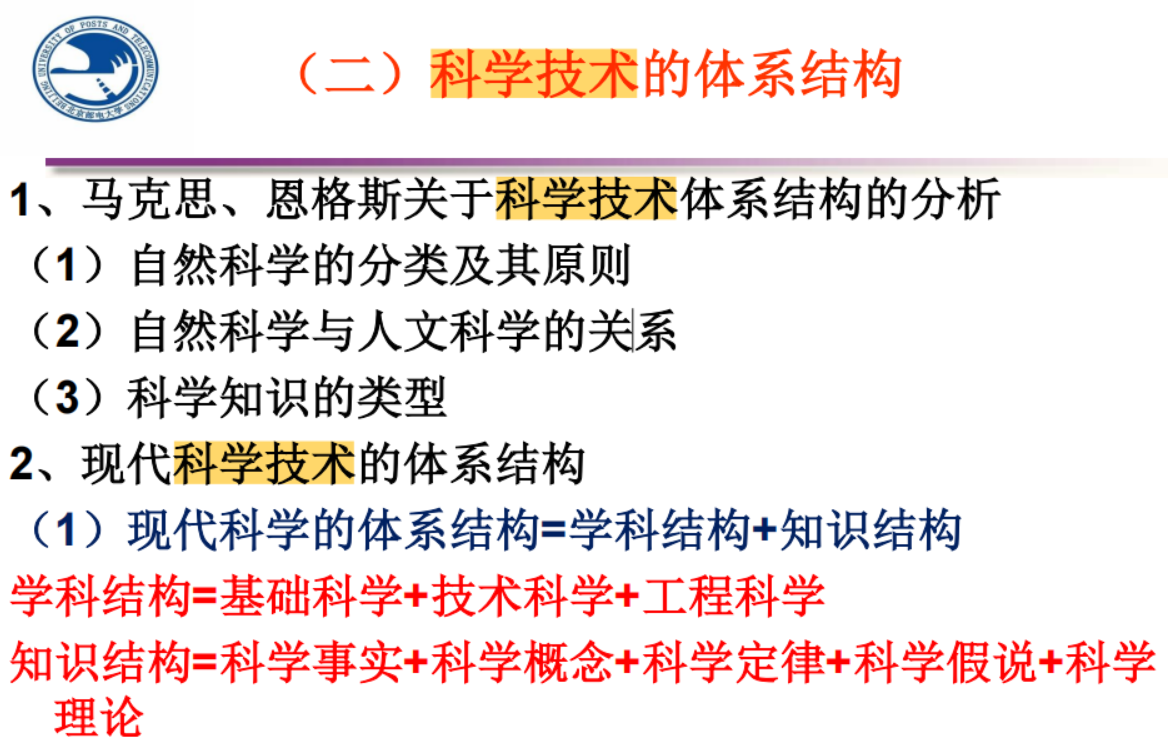 BEIJING UNIVERSITY OF POSTS AND TELECOMMUNICATIONS
北京邮电大学
（二）科学技术的体系结构
1、马克思、恩格斯关于科学技术体系结构的分析
（1）自然科学的分类及其原则
（2）自然科学与人文科学的关系
（3）科学知识的类型
2、现代科学技术的体系结构
（1）现代科学的体系结构=学科结构+知识结构
学科结构=基础科学+技术科学+工程科学
知识结构=科学事实+科学概念+科学定律+科学假说+科学
理论